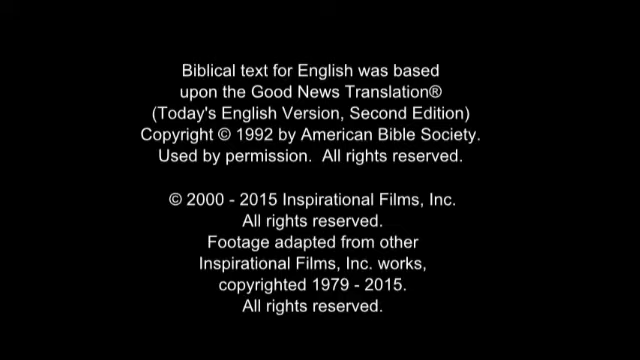 Biblical text for English was based
upon the Good News Translation®
(Today's English Version, Second Edition)
Copyright © 1992 by American Bible Society.
Used by permission.  All rights reserved.
© 2000 - 2015 Inspirational Films, Inc.
All rights reserved.
Footage adapted from other
Inspirational Films, Inc. works,
copyrighted 1979 - 2015.
All rights reserved.